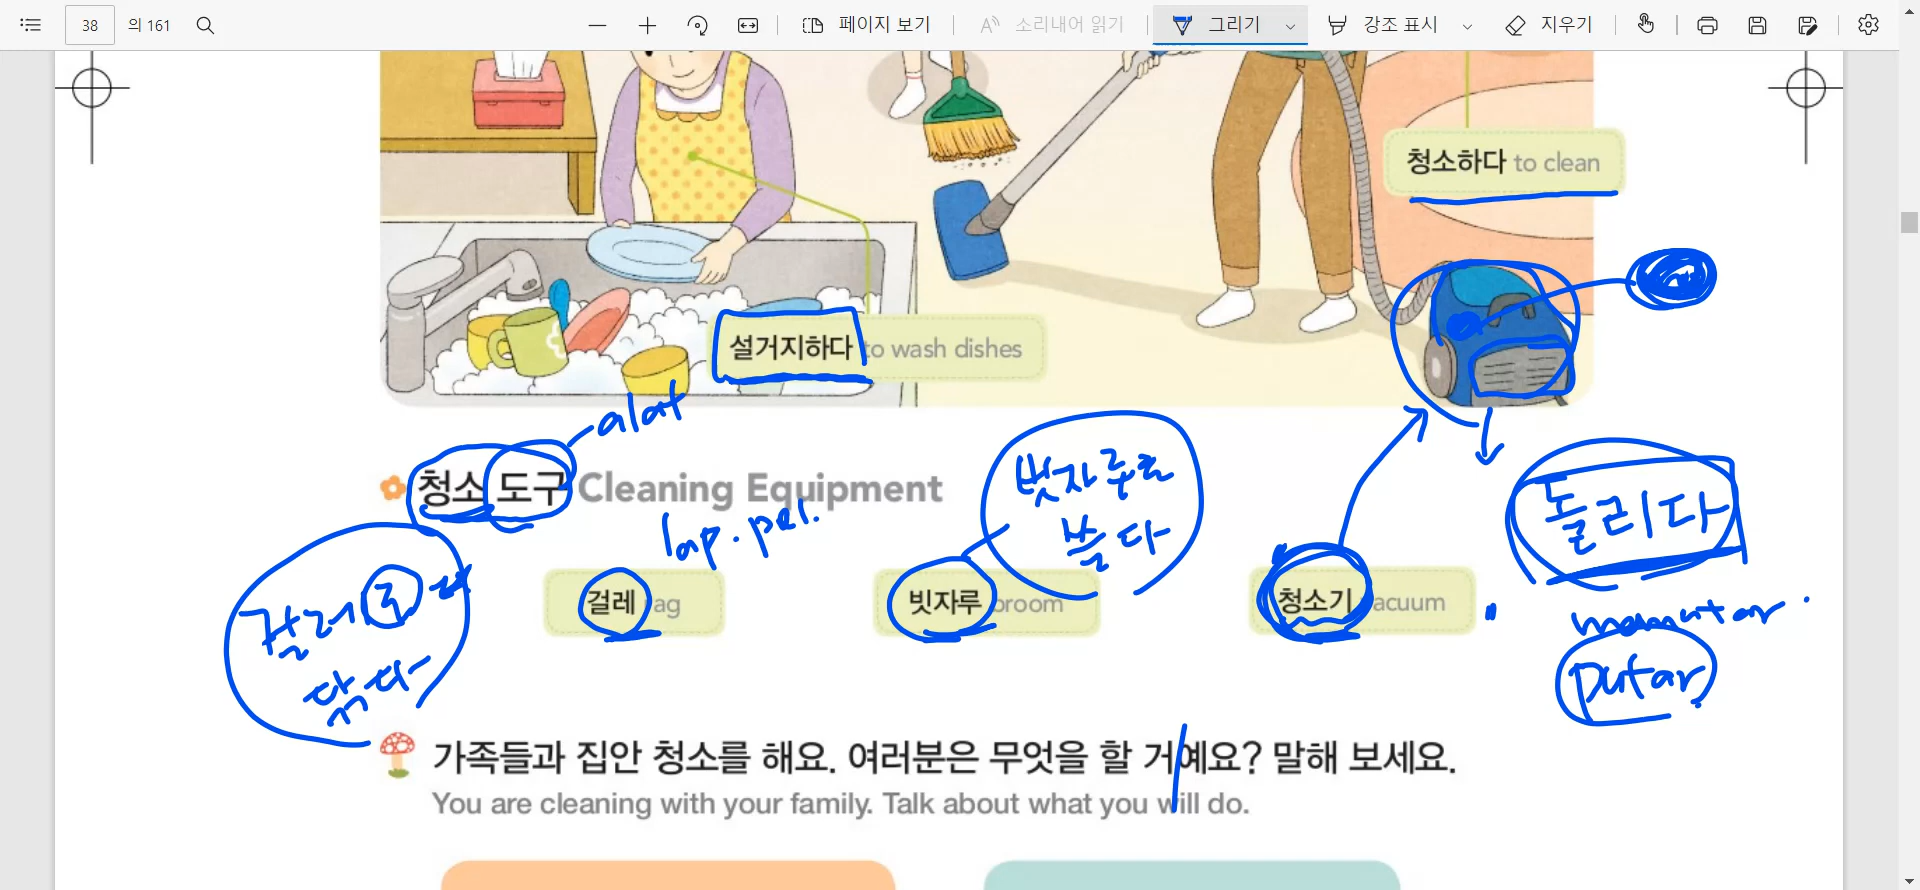 38 의 161 페이지 보기 소리내어 읽기 그리기 강조 표시 지우기
청소하다 to clean
설거지하다 to wash dishes
alat
청소 도구 Cleaning Equipment
lap. pel.
빗자루로
쓸다
돌리다
걸레 rag
빗자루 broom
청소기 vacuum
걸레로
닦다
memutar.
putar.
가족들과 집안 청소를 해요. 여러분은 무엇을 할 거예요? 말해 보세요.
You are cleaning with your family. Talk about what you will do.